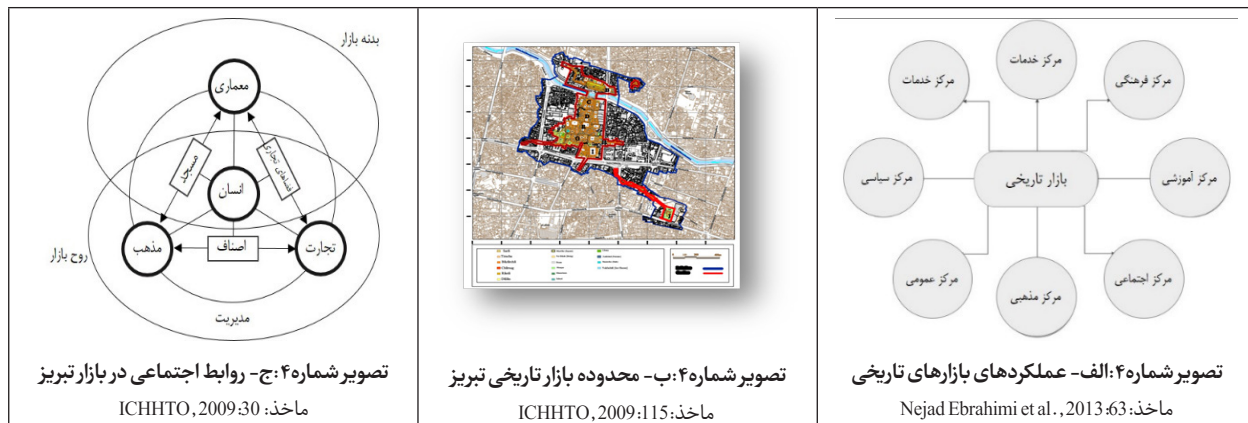 مرکز خدمات
مرکز فرهنگی
مرکز خدمات
مرکز آموزشی
بازار تاریخی
مرکز سیاسی
مرکز اجتماعی
مرکز مذهبی
مرکز عمومی
تصویر شماره۴:الف- عملکردهای بازارهای تاریخی
ماخذ:Nejad Ebrahimi et al., 2013:63
تصویر شماره۴:ب- محدوده بازار تاریخی تبریز
ماخذ:ICHHTO, 2009:115
بدنه بازار
معماری
مسجد
فضاهای تجاری
انسان
مذهب
اصناف
تجارت
روح بازار
مدیریت
تصویر شماره۴:ج- روابط اجتماعی در بازار تبریز
ماخذ: ICHHTO, 2009:30